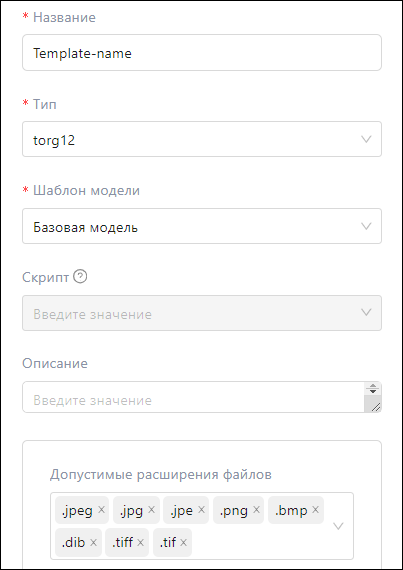 * Название
Template-name
* Тип
torg12
* Шаблон модели
Базовая модель
Скрипт ?
Введите значение
Описание
Введите значение
Допустимые расширения файлов
.jpeg × .jpg × .jpe × .png × .bmp ×
.dib × .tiff × .tif ×